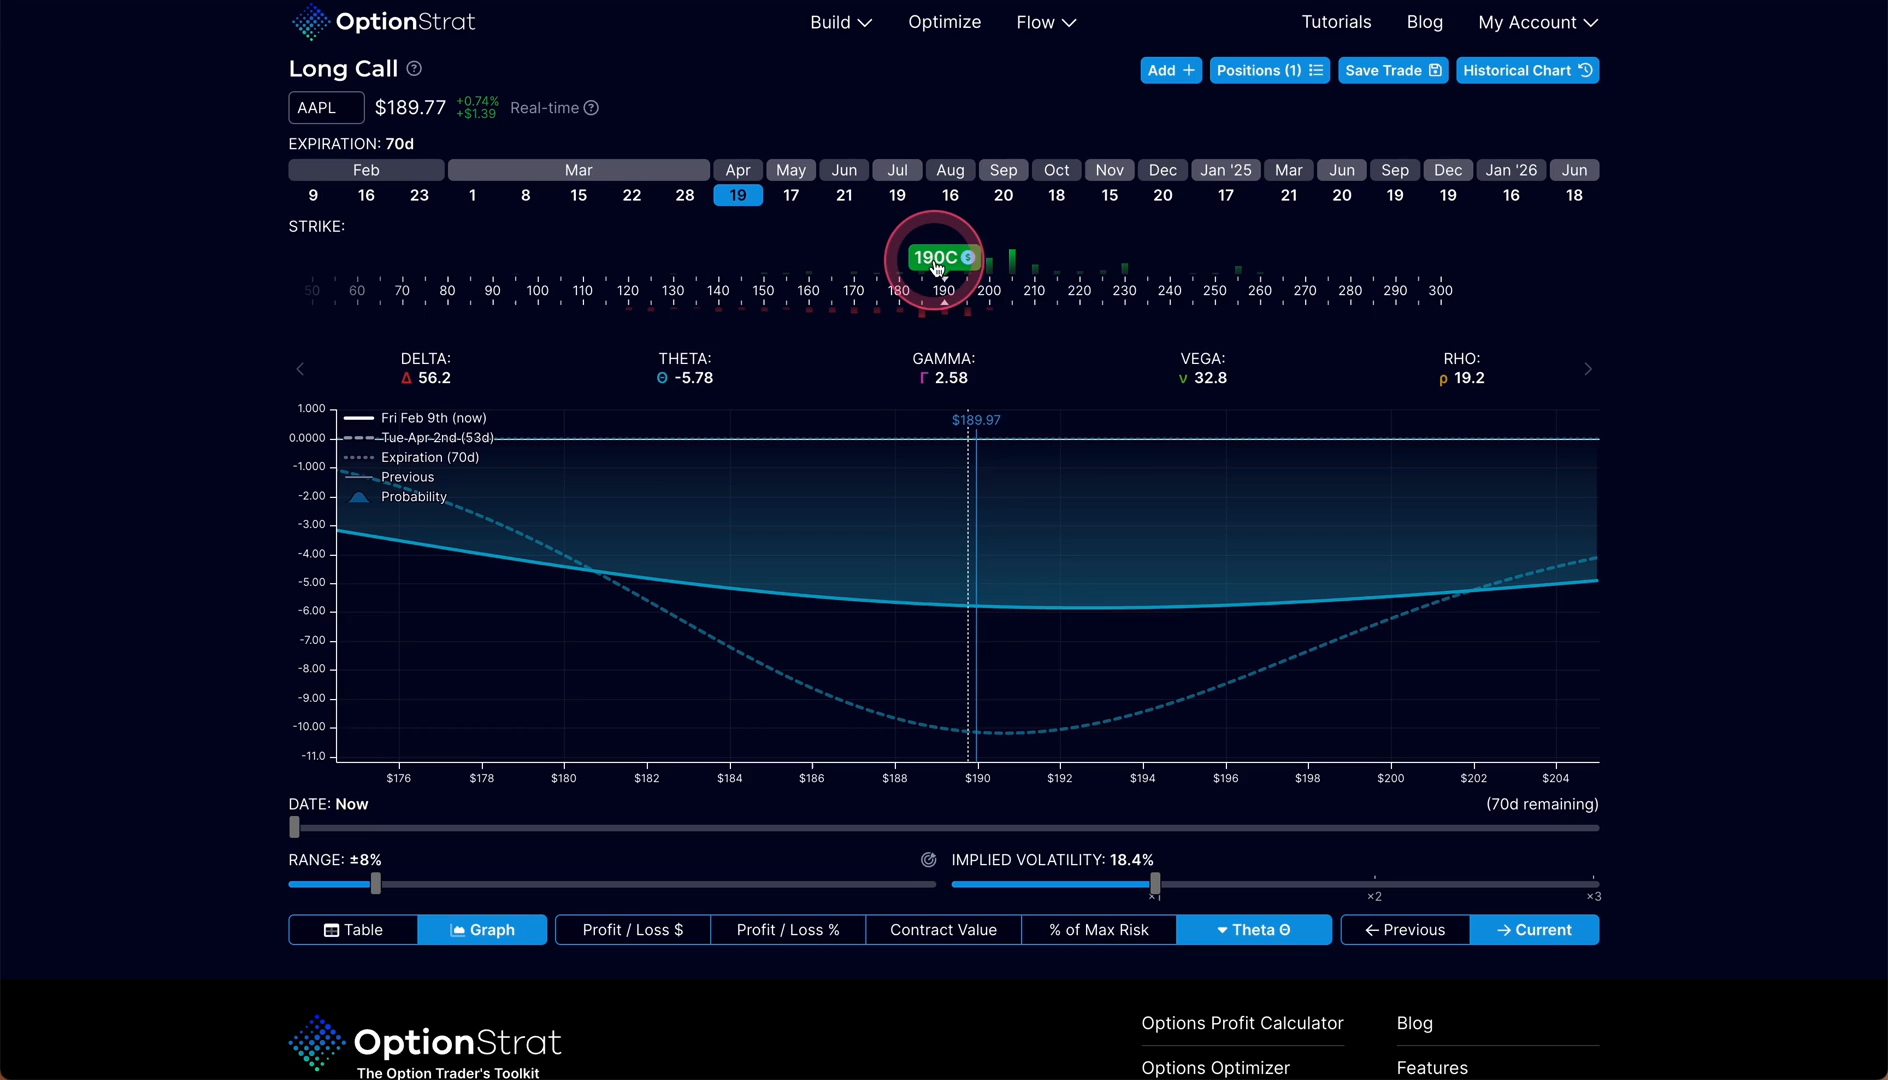 OptionStrat
Build Optimize Flow Tutorials Blog My Account
Long Call
Add + Positions (1) Save Trade Historical Chart
AAPL $189.77 +0.74% +$1.39 Real-time
EXPIRATION: 70d
Feb Mar Apr May Jun Jul Aug Sep Oct Nov Dec Jan '25 Mar Jun Sep Dec Jan '26 Jun
9 16 23 1 8 15 22 28 19 17 21 19 16 20 18 15 20 17 21 20 19 19 16 18
STRIKE:
190C $
50 60 70 80 90 100 110 120 130 140 150 160 170 180 190 200 210 220 230 240 250 260 270 280 290 300
DELTA: THETA: GAMMA: VEGA: RHO:
Δ 56.2 Θ -5.78 Γ 2.58 ν 32.8 ρ 19.2
1.000
0.0000
-1.000
-2.00
-3.00
-4.00
-5.00
-6.00
-7.00
-8.00
-9.00
-10.00
-11.0
Fri Feb 9th (now)
Tue Apr 2nd (53d)
Expiration (70d)
Previous
Probability
$189.97
$176 $178 $180 $182 $184 $186 $188 $190 $192 $194 $196 $198 $200 $202 $204
DATE: Now (70d remaining)
RANGE: ±8% IMPLIED VOLATILITY: 18.4%
×1 ×2 ×3
Table Graph Profit / Loss $ Profit / Loss % Contract Value % of Max Risk Theta Θ ← Previous → Current
OptionStrat
The Option Trader's Toolkit
Options Profit Calculator Blog
Options Optimizer Features